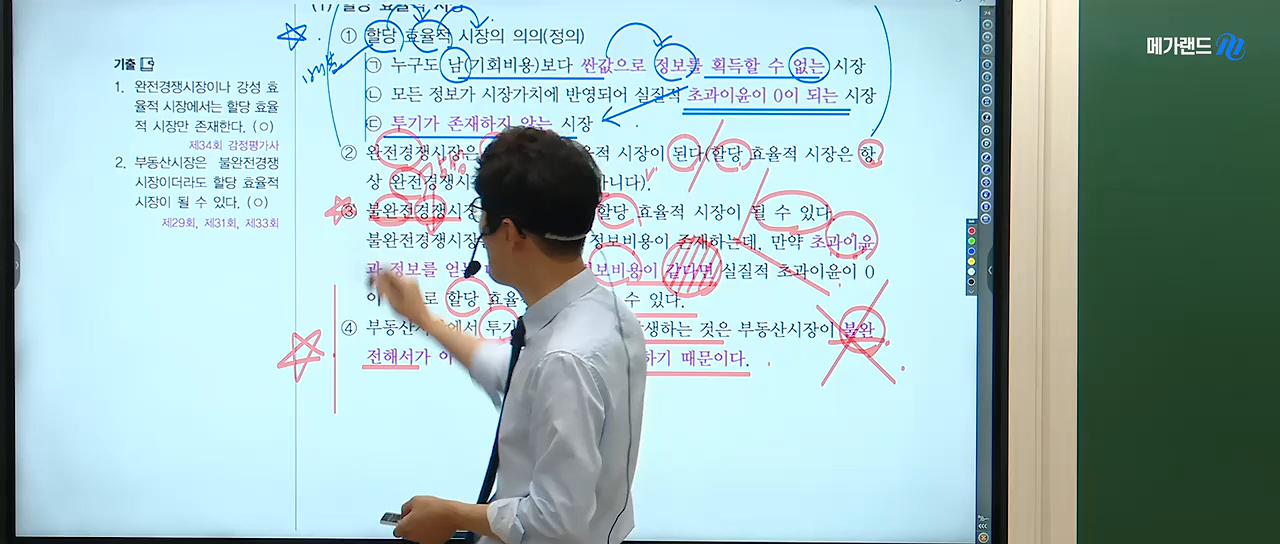 ① 할당 효율적 시장의 의의(정의)
㉠ 누구도 남(기회비용)보다 싼값으로 정보를 획득할 수 없는 시장
㉡ 모든 정보가 시장가치에 반영되어 실질적 초과이윤이 0이 되는 시장
㉢ 투기가 존재하지 않는 시장
② 완전경쟁시장은 시장이 된다(할당 효율적 시장은 항
상 완전경쟁시 아니다).
③ 불완전경쟁시장 할당 효율적 시장이 될 수 있다.
불완전경쟁시장 정보비용이 존재하는데, 만약 초과이윤
과 정보를 얻는 정보비용이 같다면 실질적 초과이윤이 0
이 로 할당 효율 수 있다.
④ 부동산시장에서 투기 하는 것은 부동산시장이 불완
전해서가 하기 때문이다.
기출
1. 완전경쟁시장이나 강성 효
율적 시장에서는 할당 효율
적 시장만 존재한다. (○)
제34회 감정평가사
2. 부동산시장은 불완전경쟁
시장이더라도 할당 효율적
시장이 될 수 있다. (○)
제29회, 제31회, 제33회
메가랜드